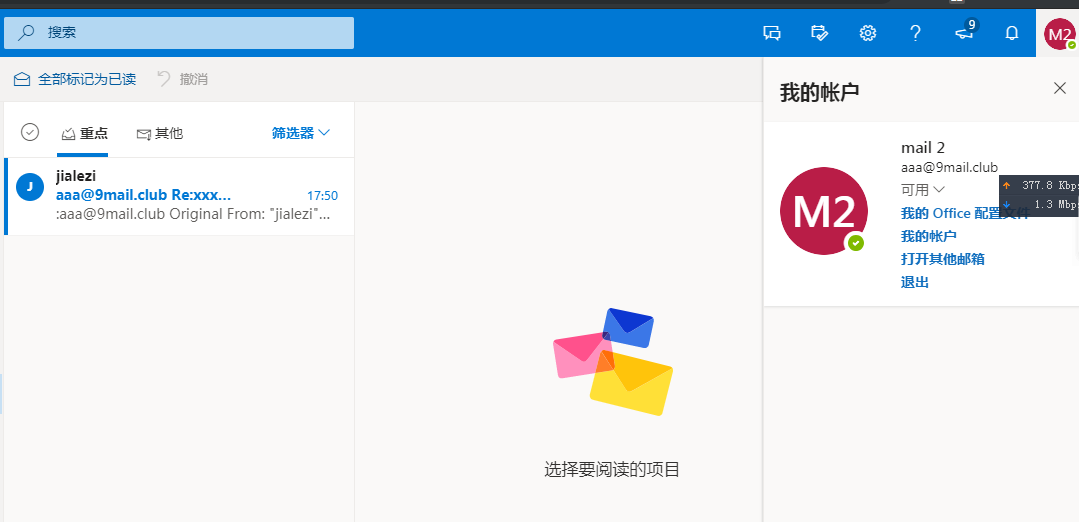 搜索
9
M2
全部标记为已读 撤消
我的帐户
重点 其他 筛选器
J
jialezi
aaa@9mail.club Re:xxx... 17:50
:aaa@9mail.club Original From: "jialezi"...
M2
mail 2
aaa@9mail.club
可用
377.8 Kbps
1.3 Mbps
我的 Office 配置文件
我的帐户
打开其他邮箱
退出
选择要阅读的项目